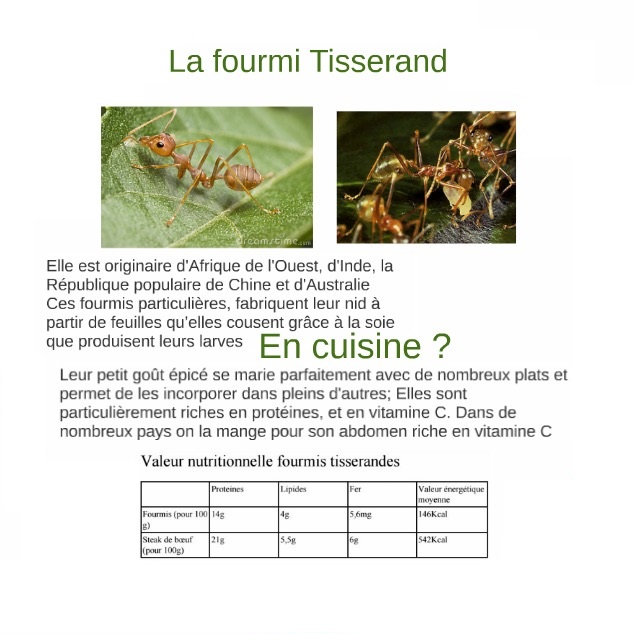 La fourmi Tisserand
dreamstime.com
Elle est originaire d'Afrique de l'Ouest, d'Inde, la
République populaire de Chine et d'Australie
Ces fourmis particulières, fabriquent leur nid à
partir de feuilles qu'elles cousent grâce à la soie
que produisent leurs larves
En cuisine ?
Leur petit goût épicé se marie parfaitement avec de nombreux plats et
permet de les incorporer dans pleins d'autres; Elles sont
particulièrement riches en protéines, et en vitamine C. Dans de
nombreux pays on la mange pour son abdomen riche en vitamine C
Valeur nutritionnelle fourmis tisserandes
Proteines Lipides Fer Valeur énergétique
moyenne
Fourmis (pour 100 14g 4g 5,6mg 146Kcal
g)
Steak de bœuf 21g 5,5g 6g 542Kcal
(pour 100g)